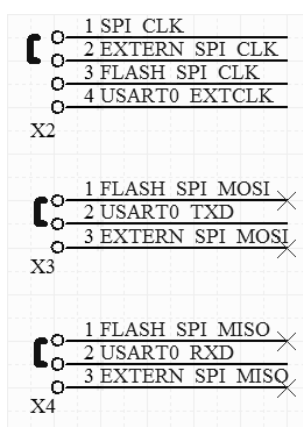 1 SPI CLK
2 EXTERN SPI CLK
3 FLASH SPI CLK
4 USART0 EXTCLK
X2
1 FLASH SPI MOSI
2 USART0 TXD
3 EXTERN SPI MOSI
X3
1 FLASH SPI MISO
2 USART0 RXD
3 EXTERN SPI MISO
X4